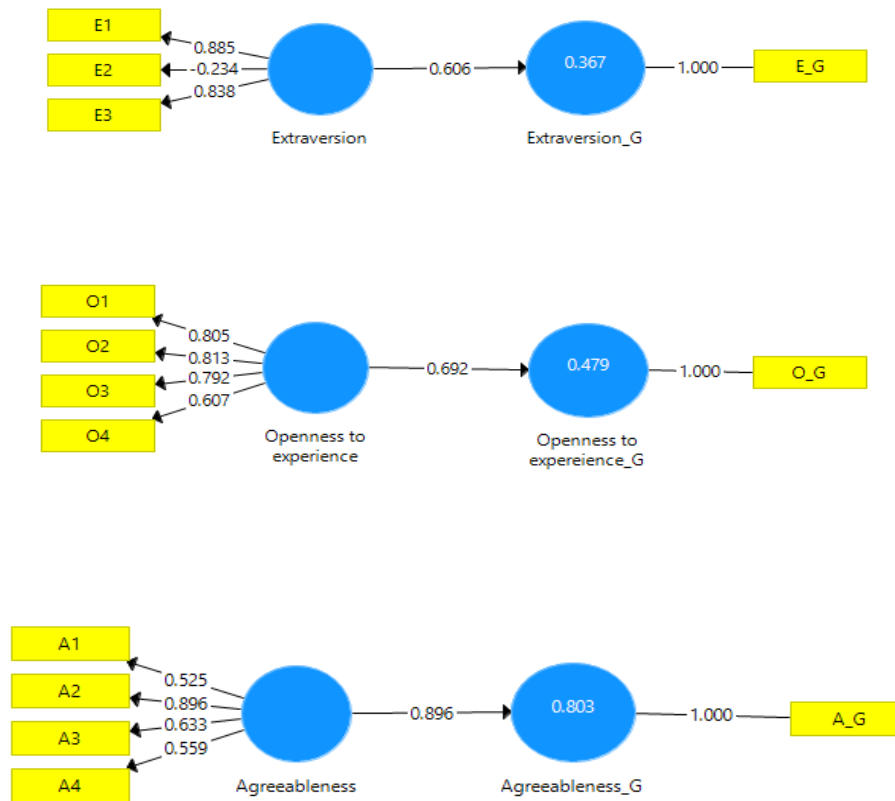 E1
0.885
E2
-0.234
0.606
0.367
1.000
E_G
0.838
E3
Extraversion
Extraversion_G
O1
0.805
O2
0.813
0.692
0.479
1.000
O_G
0.792
O3
0.607
O4
Openness to
experience
Openness to
expereience_G
A1
0.525
A2
0.896
0.896
0.803
1.000
A_G
0.633
A3
0.559
A4
Agreeableness
Agreeableness_G